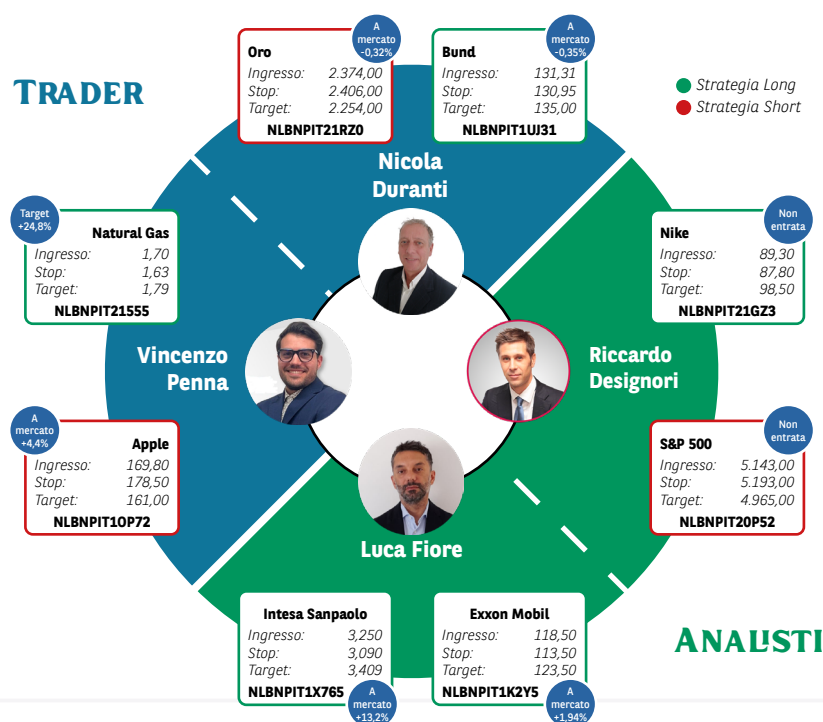 TRADER
A
mercato
-0,32%
Oro
Ingresso: 2.374,00
Stop: 2.406,00
Target: 2.254,00
NLBNPIT21RZ0
A
mercato
-0,35%
Bund
Ingresso: 131,31
Stop: 130,95
Target: 135,00
NLBNPIT1UJ31
Strategia Long
Strategia Short
Nicola
Duranti
Target
+24,8%
Natural Gas
Ingresso: 1,70
Stop: 1,63
Target: 1,79
NLBNPIT21555
Non
entrata
Nike
Ingresso: 89,30
Stop: 87,80
Target: 98,50
NLBNPIT21GZ3
Vincenzo
Penna
Riccardo
Designori
A
mercato
+4,4%
Apple
Ingresso: 169,80
Stop: 178,50
Target: 161,00
NLBNPIT1OP72
Non
entrata
S&P 500
Ingresso: 5.143,00
Stop: 5.193,00
Target: 4.965,00
NLBNPIT20P52
Luca Fiore
Intesa Sanpaolo
Ingresso: 3,250
Stop: 3,090
Target: 3,409
NLBNPIT1X765
A
mercato
+13,2%
Exxon Mobil
Ingresso: 118,50
Stop: 113,50
Target: 123,50
NLBNPIT1K2Y5
A
mercato
+1,94%
ANALISTI